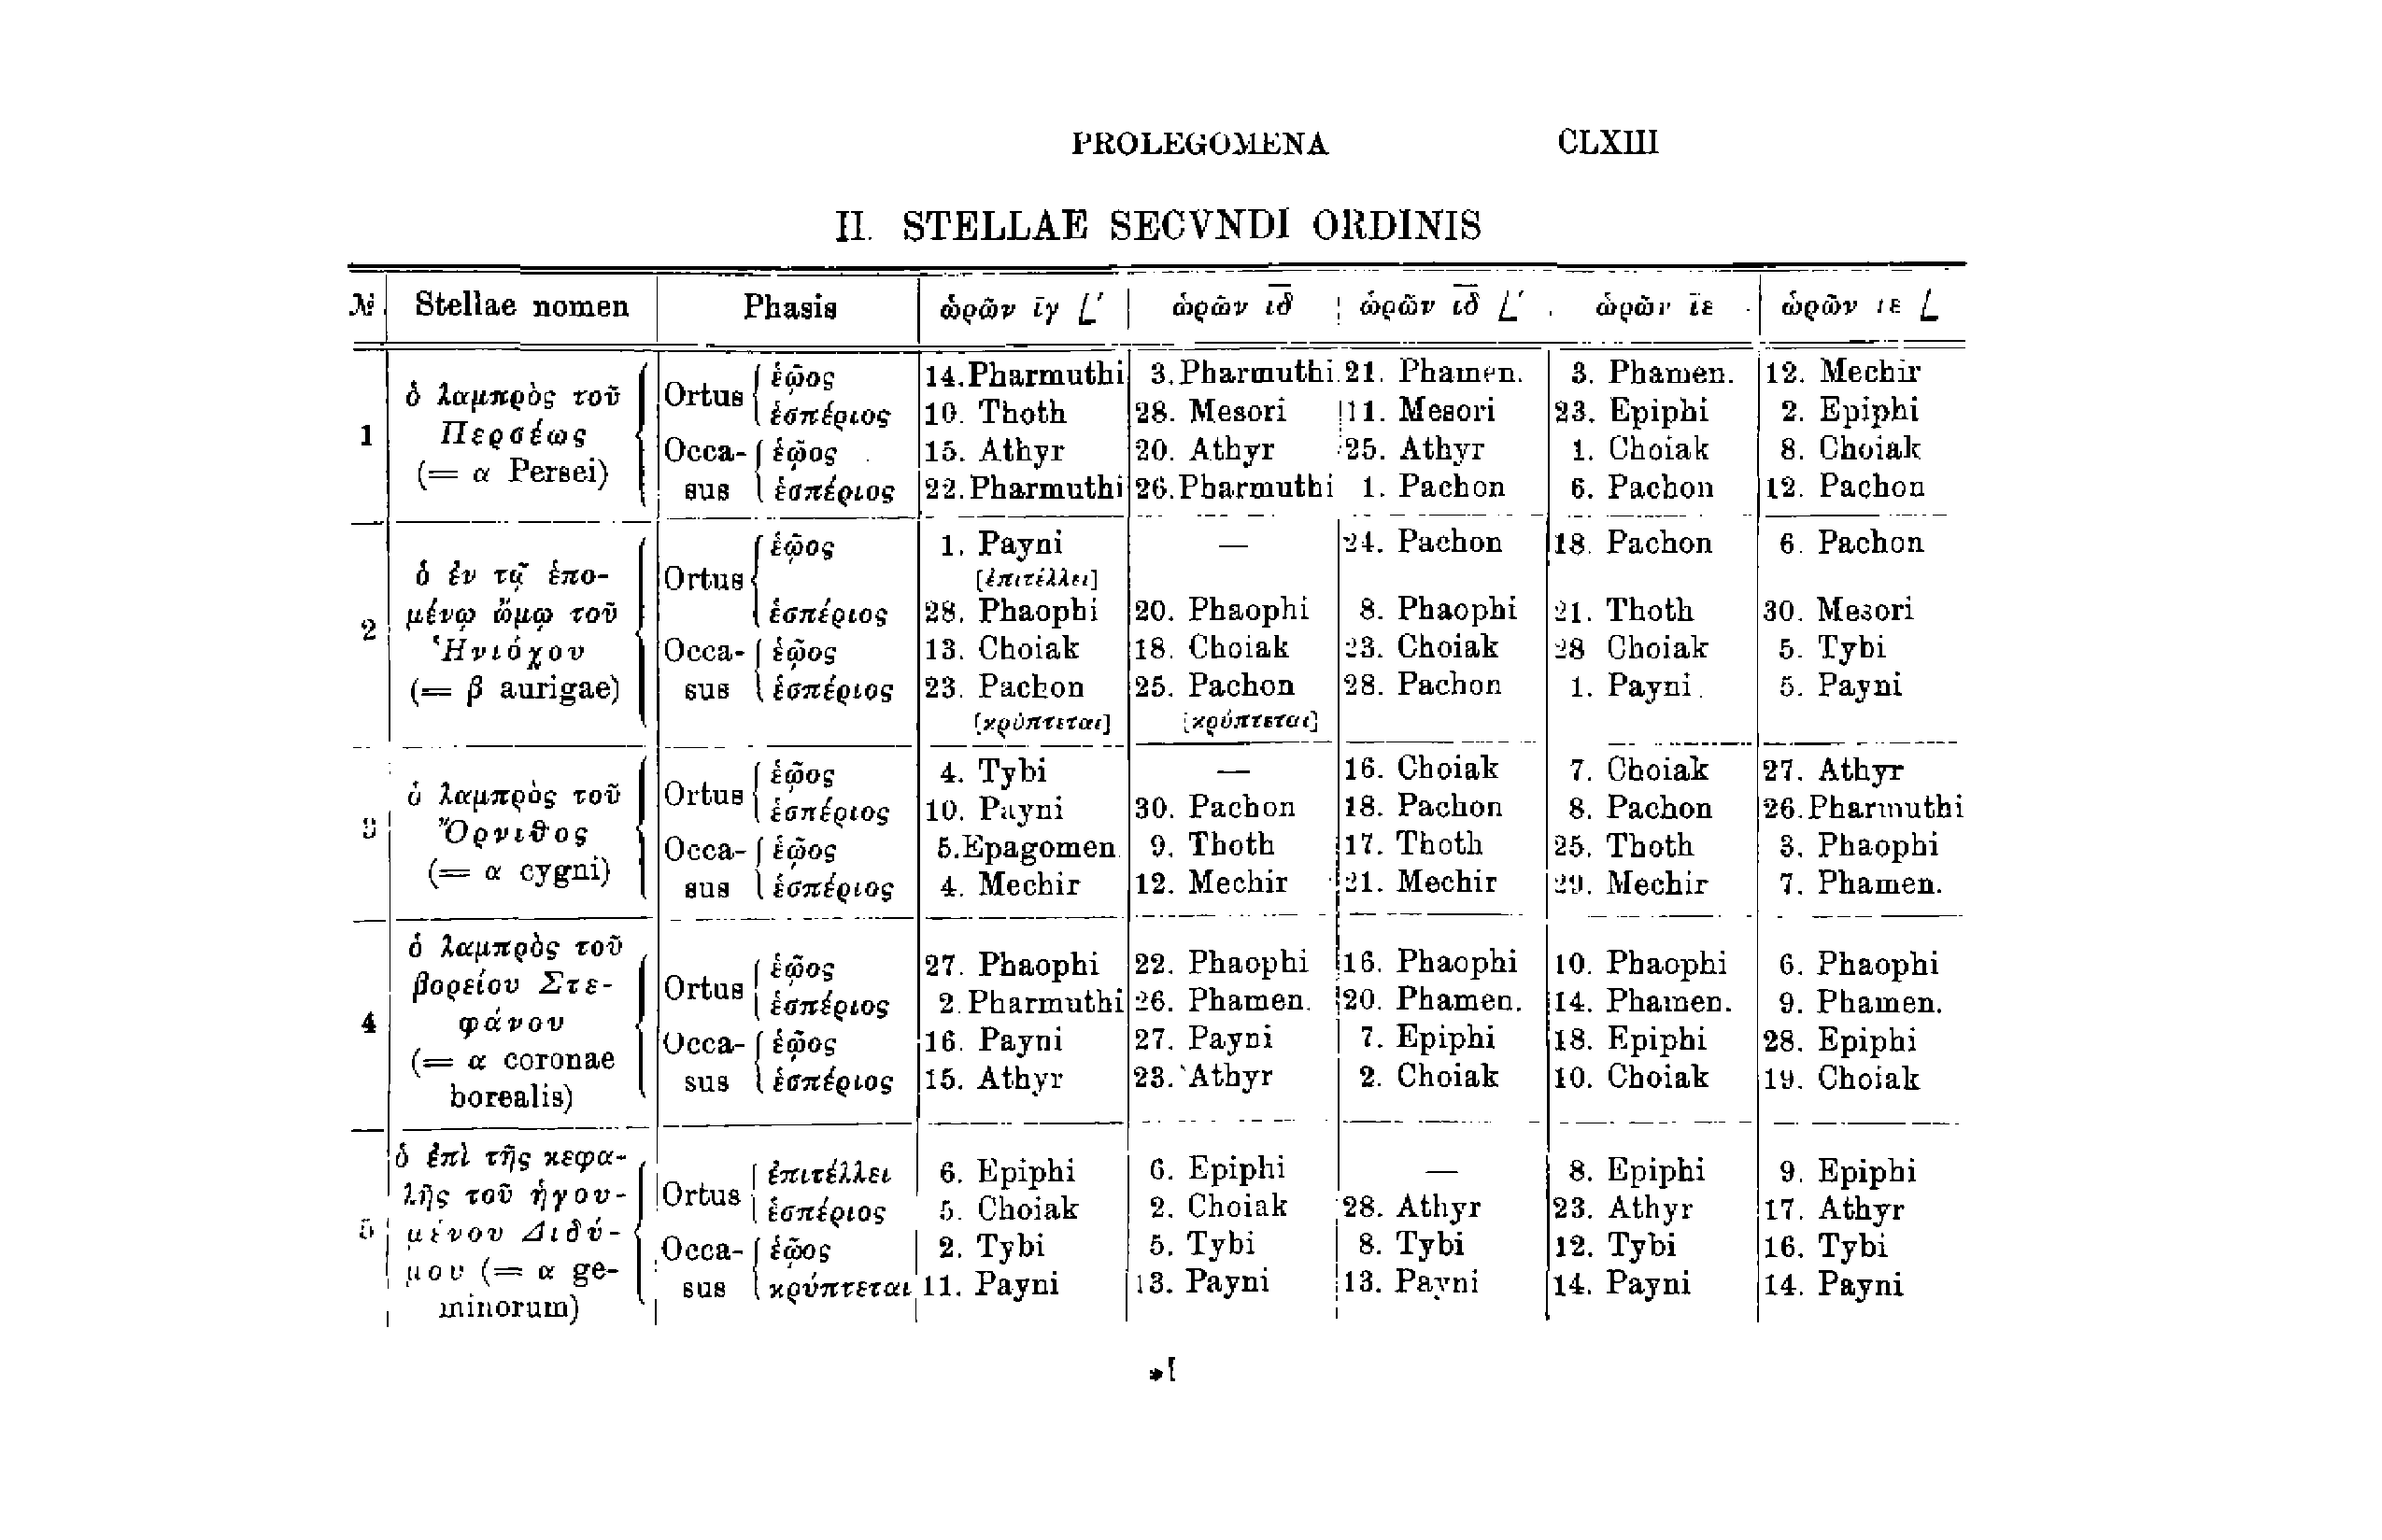 PROLEGOMENA CLXIII
II. STELLAE SECVNDI ORDINIS
№ Stellae nomen Phasis ὡρῶν ιγ L′ ὡρῶν ιδ ὡρῶν ιδ L′ ὡρῶν ιε ὡρῶν ιε L
1 ὁ λαμπρὸς τοῦ Περσέως (= α Persei)
Ortus ἑῷος 14. Pharmuthi 3. Pharmuthi 21. Phamen. 3. Phamen. 12. Mechir
ἑσπέριος 10. Thoth 28. Mesori 11. Mesori 23. Epiphi 2. Epiphi
Occasus ἑῷος 15. Athyr 20. Athyr 25. Athyr 1. Choiak 8. Choiak
ἑσπέριος 22. Pharmuthi 26. Pharmuthi 1. Pachon 6. Pachon 12. Pachon
2 ὁ ἐν τῷ ἑπομένῳ ὤμῳ τοῦ Ἡνιόχου (= β aurigae)
Ortus ἑῷος 1. Payni — 24. Pachon 18. Pachon 6. Pachon
[ἐπιτέλλει]
ἑσπέριος 28. Phaophi 20. Phaophi 8. Phaophi 21. Thoth 30. Mesori
Occasus ἑῷος 13. Choiak 18. Choiak 23. Choiak 28 Choiak 5. Tybi
ἑσπέριος 23. Pachon 25. Pachon 28. Pachon 1. Payni. 5. Payni
[κρύπτεται] [κρύπτεται]
3 ὁ λαμπρὸς τοῦ Ὄρνιθος (= α cygni)
Ortus ἑῷος 4. Tybi — 16. Choiak 7. Choiak 27. Athyr
ἑσπέριος 10. Payni 30. Pachon 18. Pachon 8. Pachon 26. Pharmuthi
Occasus ἑῷος 5. Epagomen. 9. Thoth 17. Thoth 25. Thoth 3. Phaophi
ἑσπέριος 4. Mechir 12. Mechir 21. Mechir 29. Mechir 7. Phamen.
4 ὁ λαμπρὸς τοῦ βορείου Στεφάνου (= α coronae borealis)
Ortus ἑῷος 27. Phaophi 22. Phaophi 16. Phaophi 10. Phaophi 6. Phaophi
ἑσπέριος 2. Pharmuthi 26. Phamen. 20. Phamen. 14. Phamen. 9. Phamen.
Occasus ἑῷος 16. Payni 27. Payni 7. Epiphi 18. Epiphi 28. Epiphi
ἑσπέριος 15. Athyr 23. Athyr 2. Choiak 10. Choiak 19. Choiak
5 ὁ ἐπὶ τῆς κεφαλῆς τοῦ ἡγουμένου Διδύμου (= α geminorum)
Ortus ἐπιτέλλει 6. Epiphi 6. Epiphi — 8. Epiphi 9. Epiphi
ἑσπέριος 5. Choiak 2. Choiak 28. Athyr 23. Athyr 17. Athyr
Occasus ἑῷος 2. Tybi 5. Tybi 8. Tybi 12. Tybi 16. Tybi
κρύπτεται 11. Payni 13. Payni 13. Payni 14. Payni 14. Payni